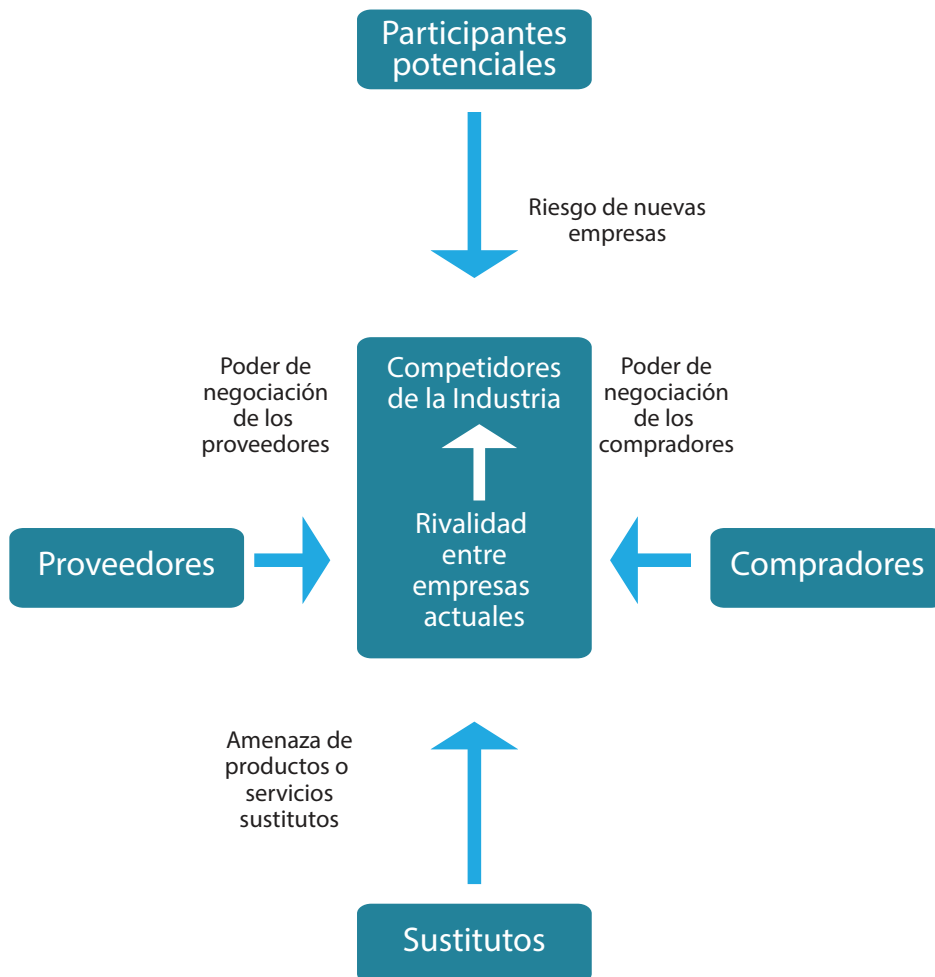 Participantes
potenciales
Riesgo de nuevas
empresas
Poder de
negociación
de los
proveedores
Competidores
de la Industria
Poder de
negociación
de los
compradores
Proveedores
Rivalidad
entre
empresas
actuales
Compradores
Amenaza de
productos o
servicios
sustitutos
Sustitutos